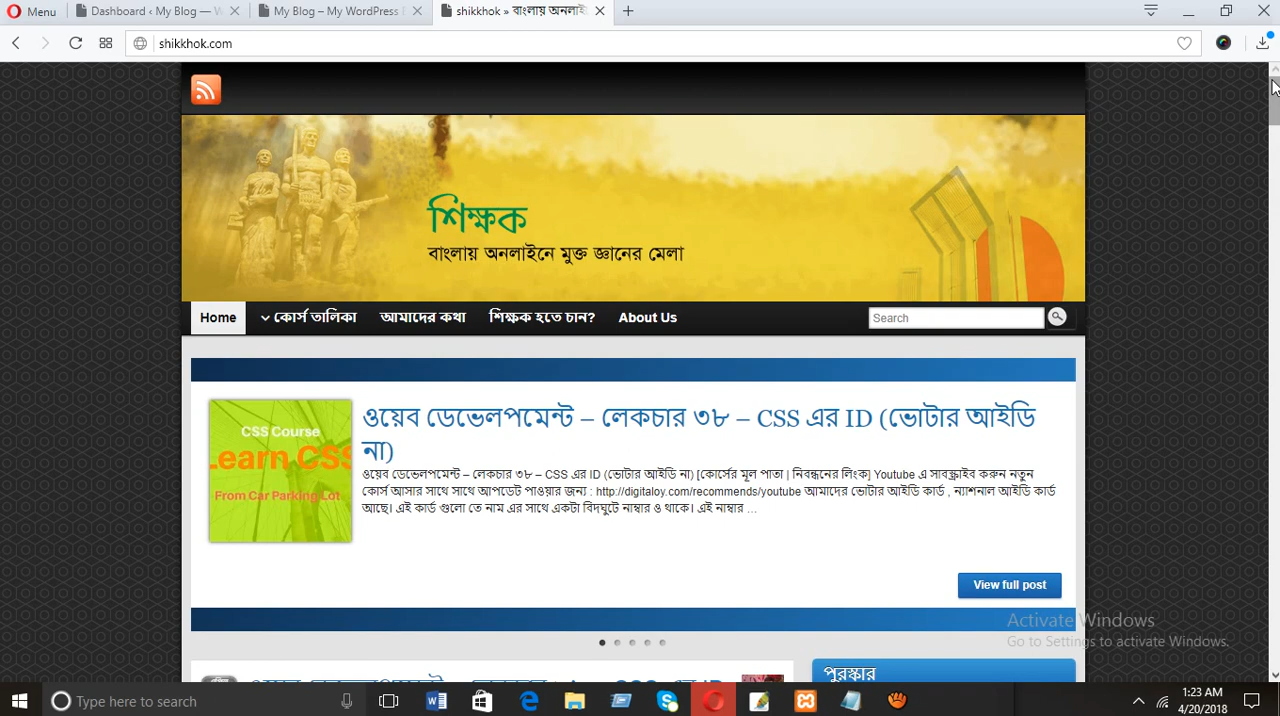 Menu
Dashboard ‹ My Blog — W
My Blog – My WordPress
shikkhok » বাংলায় অনলাই
shikkhok.com
শিক্ষক
বাংলায় অনলাইনে মুক্ত জ্ঞানের মেলা
Home
কোর্স তালিকা
আমাদের কথা
শিক্ষক হতে চান?
About Us
Search
CSS Course
Learn CSS
From Car Parking Lot
ওয়েব ডেভেলপমেন্ট – লেকচার ৩৮ – CSS এর ID (ভোটার আইডি
না)
ওয়েব ডেভেলপমেন্ট – লেকচার ৩৮ – CSS এর ID (ভোটার আইডি না) [কোর্সের মূল পাতা | নিবন্ধনের লিংক] Youtube এ সাবস্ক্রাইব করুন নতুন
কোর্স আসার সাথে সাথে আপডেট পাওয়ার জন্য : http://digitaloy.com/recommends/youtube আমাদের ভোটার আইডি কার্ড , ন্যাশনাল আইডি কার্ড
আছে। এই কার্ড গুলো তে নাম এর সাথে একটা বিদঘুটে নাম্বার ও থাকে। এই নাম্বার ...
View full post
Activate Windows
Go to Settings to activate Windows.
পুরস্কার
Type here to search
1:23 AM
4/20/2018